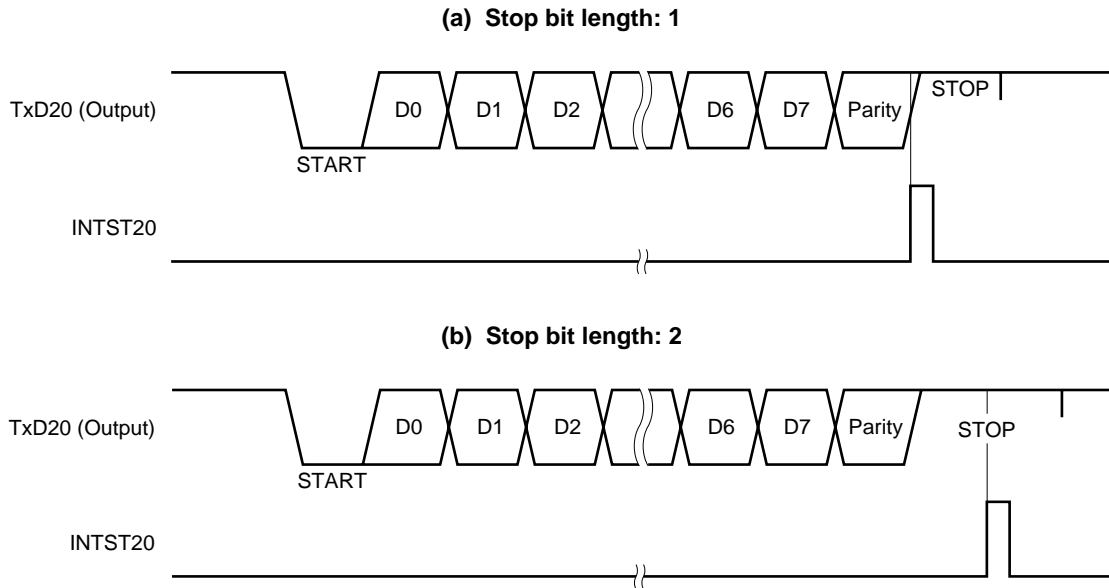 (a) Stop bit length: 1
TxD20 (Output)
D0 D1 D2 D6 D7 Parity STOP
START
INTST20
(b) Stop bit length: 2
TxD20 (Output)
D0 D1 D2 D6 D7 Parity STOP
START
INTST20